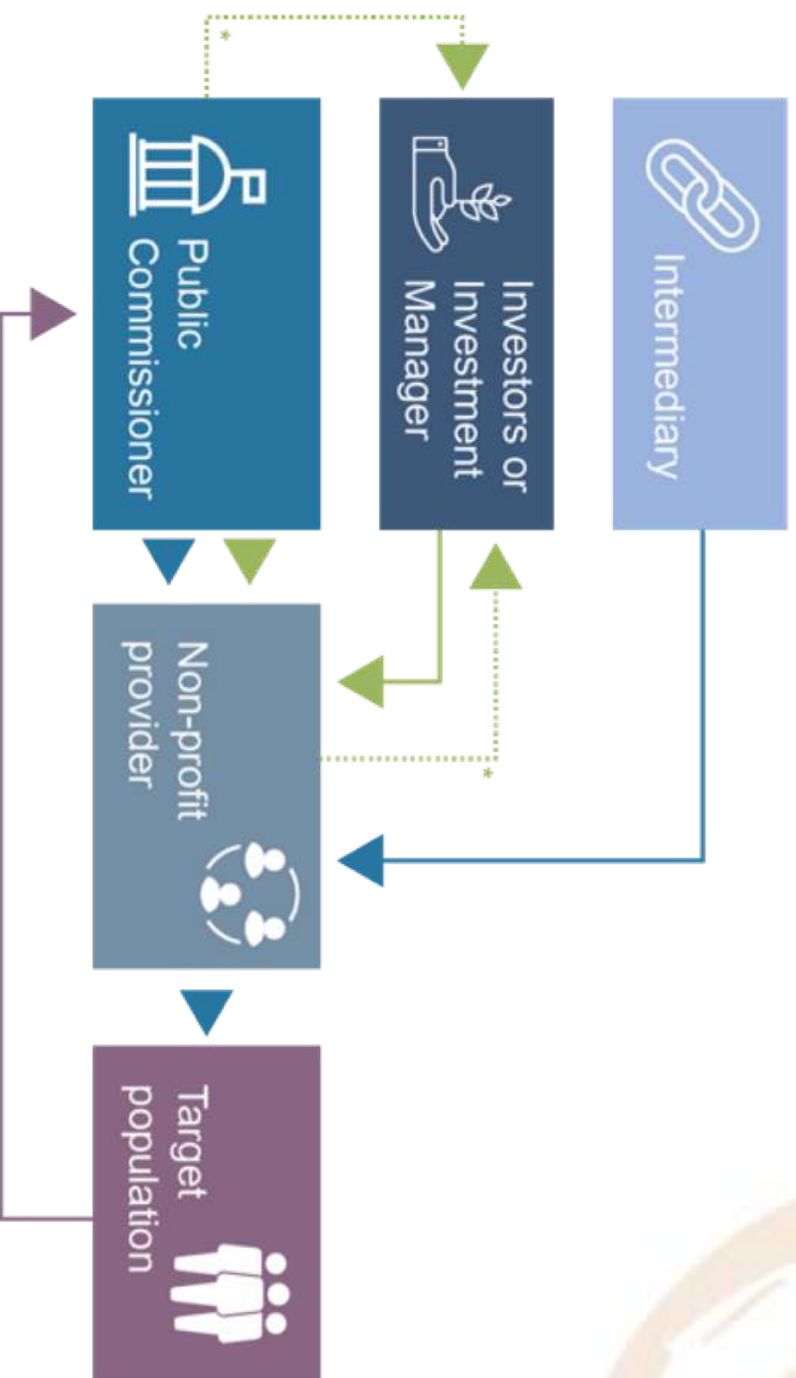 Public
Commissioner
*
Investors or
Investment
Manager
Intermediary
Non-profit
provider
*
Target
population